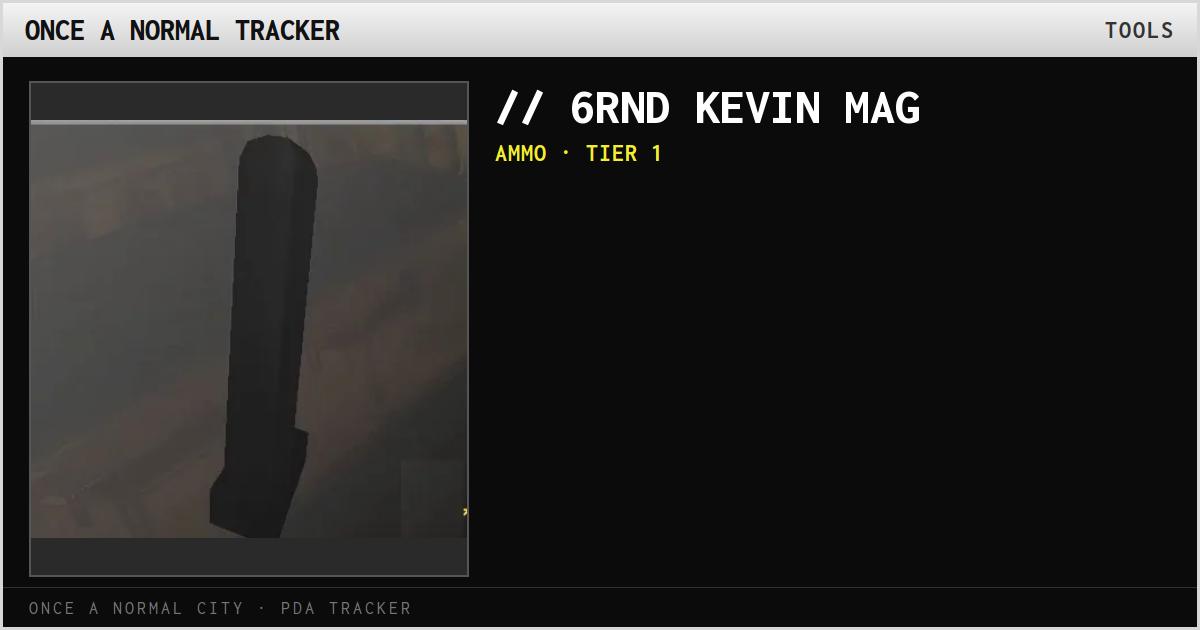 ONCE A NORMAL TRACKER
TOOLS
// 6RND KEVIN MAG
AMMO · TIER 1
ONCE A NORMAL CITY · PDA TRACKER